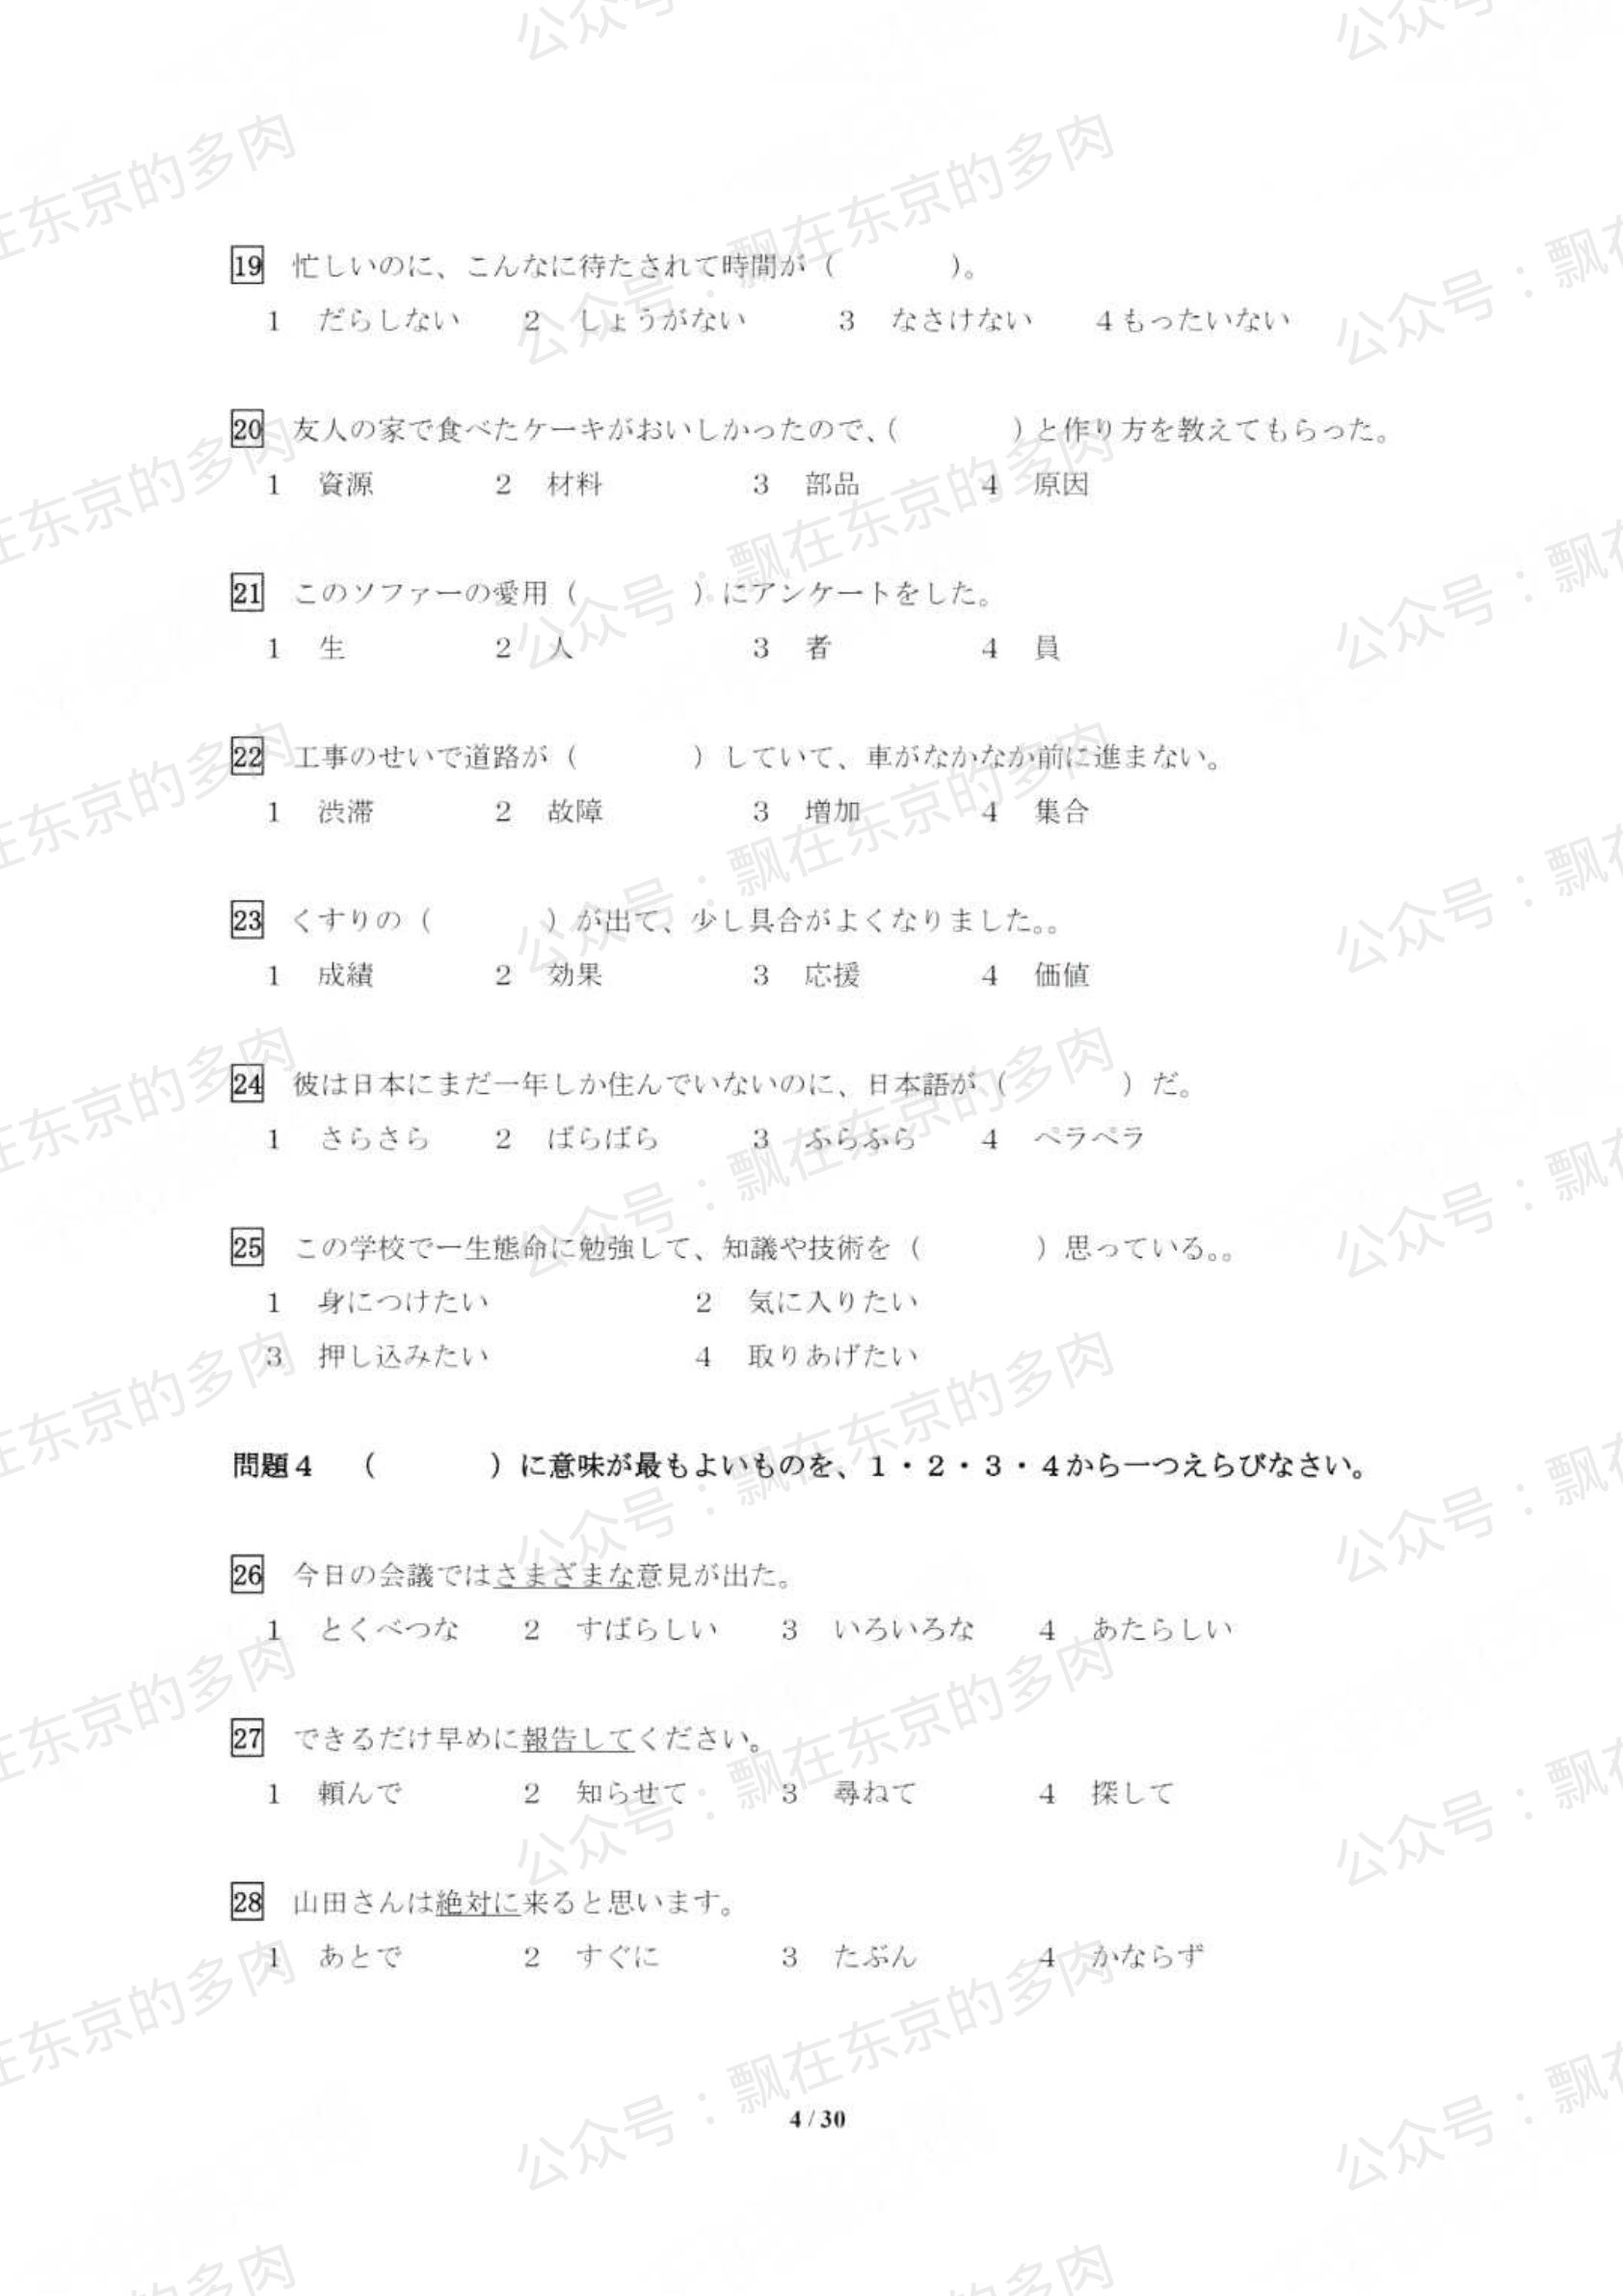 19 忙しいのに、こんなに待たされて時間が（　　　　）。
1 だらしない 2 しょうがない 3 なさけない 4もったいない
20 友人の家で食べたケーキがおいしかったので、（　　　　）と作り方を教えてもらった。
1 資源 2 材料 3 部品 4 原因
21 このソファーの愛用（　　　　）にアンケートをした。
1 生 2 人 3 者 4 員
22 工事のせいで道路が（　　　　）していて、車がなかなか前に進まない。
1 渋滞 2 故障 3 増加 4 集合
23 くすりの（　　　　）が出て、少し具合がよくなりました。。
1 成績 2 効果 3 応援 4 価値
24 彼は日本にまだ一年しか住んでいないのに、日本語が（　　　　）だ。
1 さらさら 2 ばらばら 3 ふらふら 4 ペラペラ
25 この学校で一生態命に勉強して、知議や技術を（　　　　）思っている。。
1 身につけたい 2 気に入りたい
3 押し込みたい 4 取りあげたい
問題４ （　　　　）に意味が最もよいものを、１・２・３・４から一つえらびなさい。
26 今日の会議ではさまざまな意見が出た。
1 とくべつな 2 すばらしい 3 いろいろな 4 あたらしい
27 できるだけ早めに報告してください。
1 頼んで 2 知らせて 3 尋ねて 4 探して
28 山田さんは絶対に来ると思います。
1 あとで 2 すぐに 3 たぶん 4 かならず
4 / 30
公众号：飘在东京的多肉